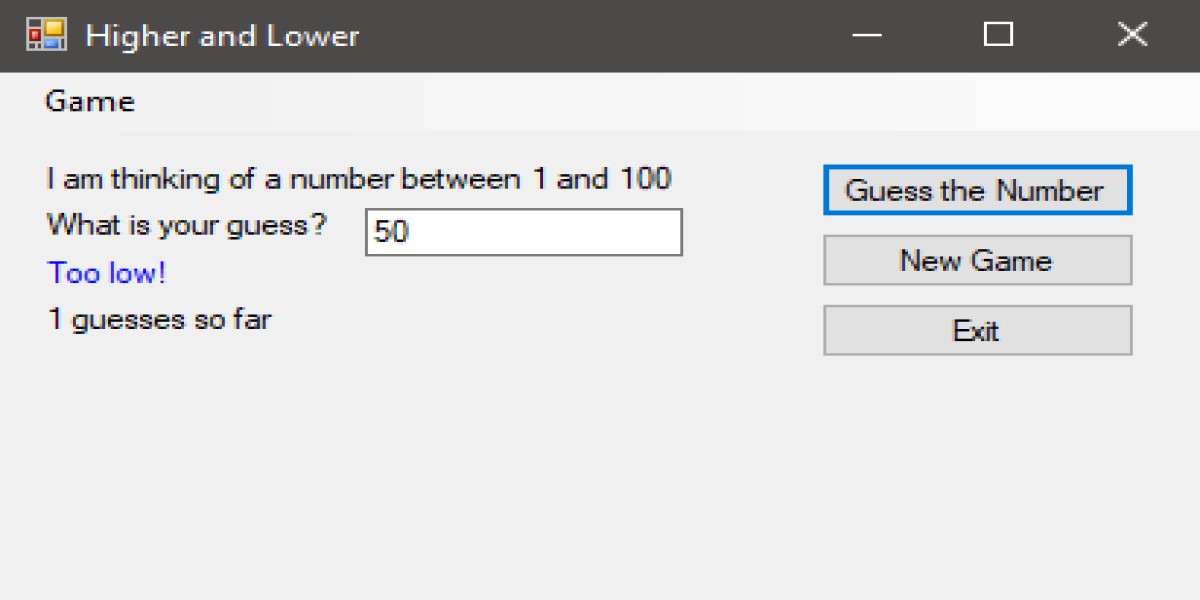 Higher and Lower
Game
I am thinking of a number between 1 and 100
Guess the Number
What is your guess? 50
New Game
Too low!
1 guesses so far
Exit